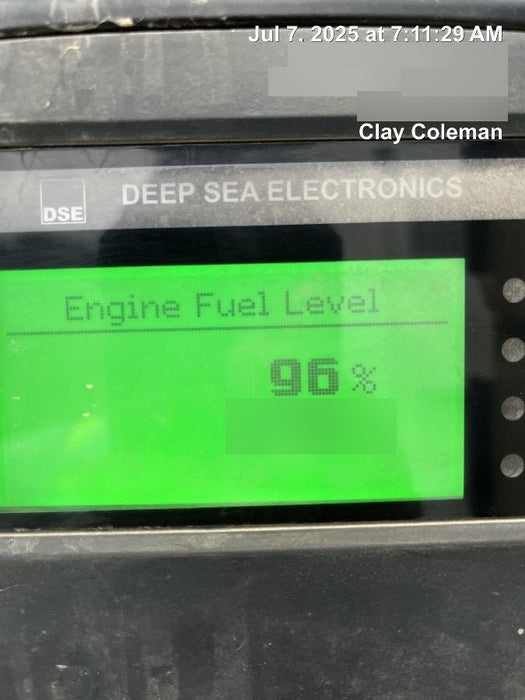 Jul 7, 2025 at 7:11:29 AM
Clay Coleman
DSE
DEEP SEA ELECTRONICS
Engine Fuel Level
96 %